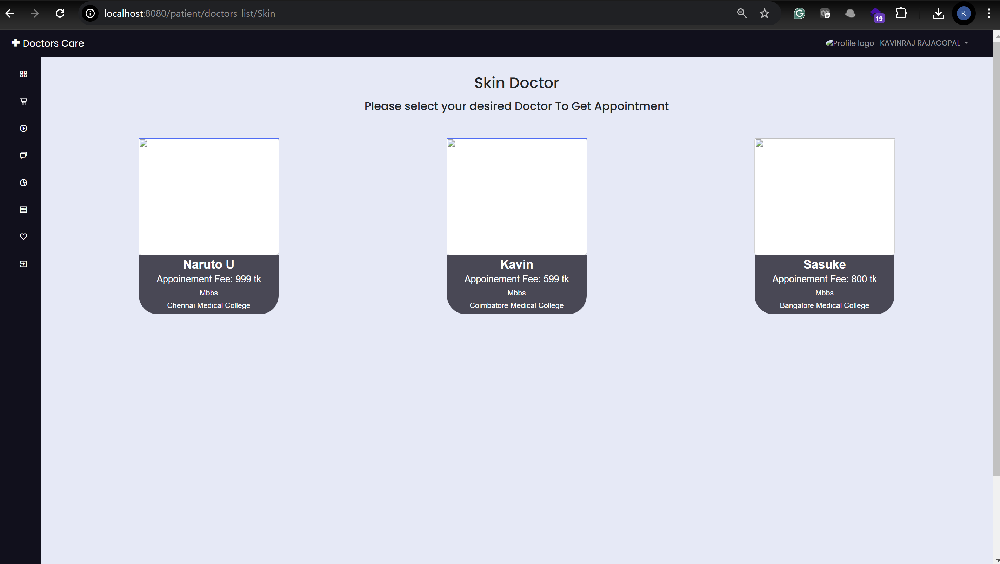 localhost:8080/patient/doctors-list/Skin
19
K
Doctors Care
Profile logo KAVINRAJ RAJAGOPAL
Skin Doctor
Please select your desired Doctor To Get Appointment
Naruto U
Appoinement Fee: 999 tk
Mbbs
Chennai Medical College
Kavin
Appoinement Fee: 599 tk
Mbbs
Coimbatore Medical College
Sasuke
Appoinement Fee: 800 tk
Mbbs
Bangalore Medical College